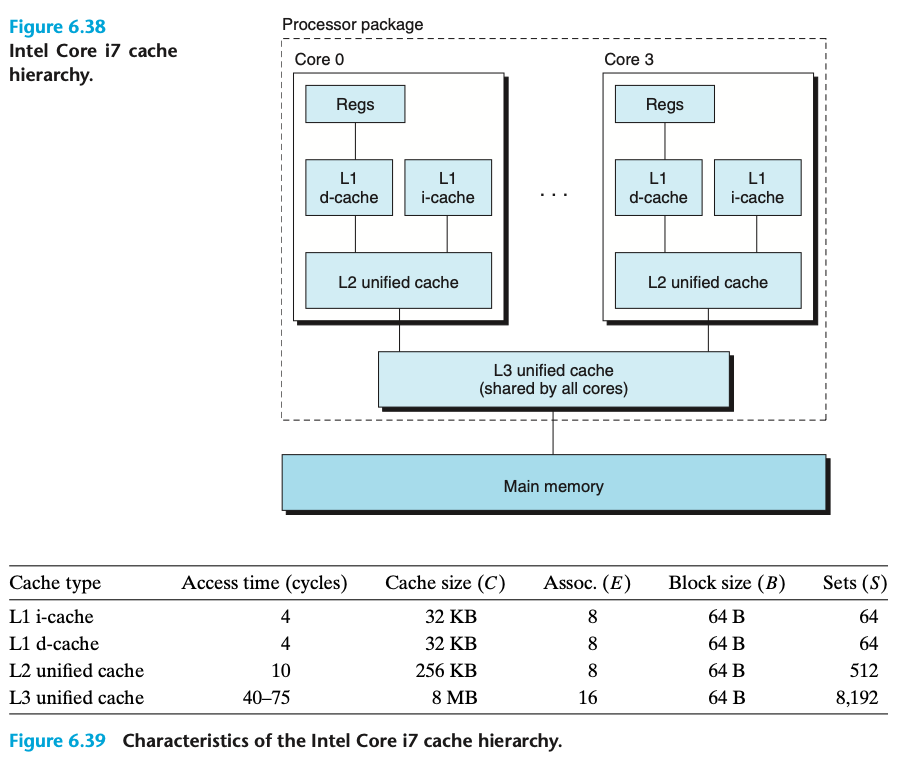 Figure 6.38
Intel Core i7 cache
hierarchy.
Processor package
Core 0
Regs
L1
d-cache
L1
i-cache
L2 unified cache
. . .
Core 3
Regs
L1
d-cache
L1
i-cache
L2 unified cache
L3 unified cache
(shared by all cores)
Main memory
Cache type Access time (cycles) Cache size (C) Assoc. (E) Block size (B) Sets (S)
L1 i-cache 4 32 KB 8 64 B 64
L1 d-cache 4 32 KB 8 64 B 64
L2 unified cache 10 256 KB 8 64 B 512
L3 unified cache 40–75 8 MB 16 64 B 8,192
Figure 6.39 Characteristics of the Intel Core i7 cache hierarchy.